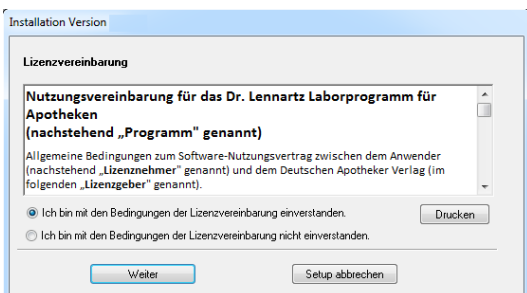 Installation Version
Lizenzvereinbarung
Nutzungsvereinbarung für das Dr. Lennartz Laborprogramm für
Apotheken
(nachstehend „Programm" genannt)
Allgemeine Bedingungen zum Software-Nutzungsvertrag zwischen dem Anwender
(nachstehend „Lizenznehmer" genannt) und dem Deutschen Apotheker Verlag (im
folgenden „Lizenzgeber" genannt).
Ich bin mit den Bedingungen der Lizenzvereinbarung einverstanden.
Drucken
Ich bin mit den Bedingungen der Lizenzvereinbarung nicht einverstanden.
Weiter
Setup abbrechen